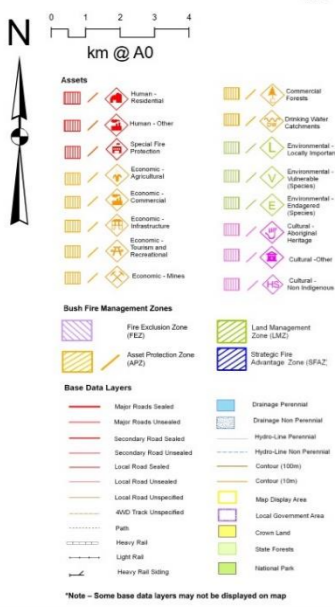 N
0 1 2 4
km @ A0
Assets
Human -
Residential
Human - Other
Special Fire
Protection
Economic -
Agricultural
Economic -
Commercial
Economic -
Infrastructure
Economic -
Tourism and
Recreational
Economic - Mines
Commercial
Forests
Drinking Water
Catchments
L
Environmental -
Locally Important
V
Environmental -
Vulnerable
(Species)
E
Environmental -
Endagered
(Species)
Cultural -
Aboriginal
Heritage
Cultural -Other
HS
Cultural -
Non Indigenous
Bush Fire Management Zones
Fire Exclusion Zone
(FEZ)
Asset Protection Zone
(APZ)
Land Management
Zone (LMZ)
Strategic Fire
Advantage Zone (SFAZ)
Base Data Layers
Major Roads Sealed
Major Roads Unsealed
Secondary Road Sealed
Secondary Road Unsealed
Local Road Sealed
Local Road Unsealed
Local Road Unspecified
4WD Track Unspecified
Path
Heavy Rail
Light Rail
Heavy Rail Siding
Drainage Perennial
Drainage Non Perennial
Hydro-Line Perennial
Hydro-Line Non Perennial
Contour (100m)
Contour (10m)
Map Display Area
Local Government Area
Crown Land
State Forests
National Park
*Note – Some base data layers may not be displayed on map